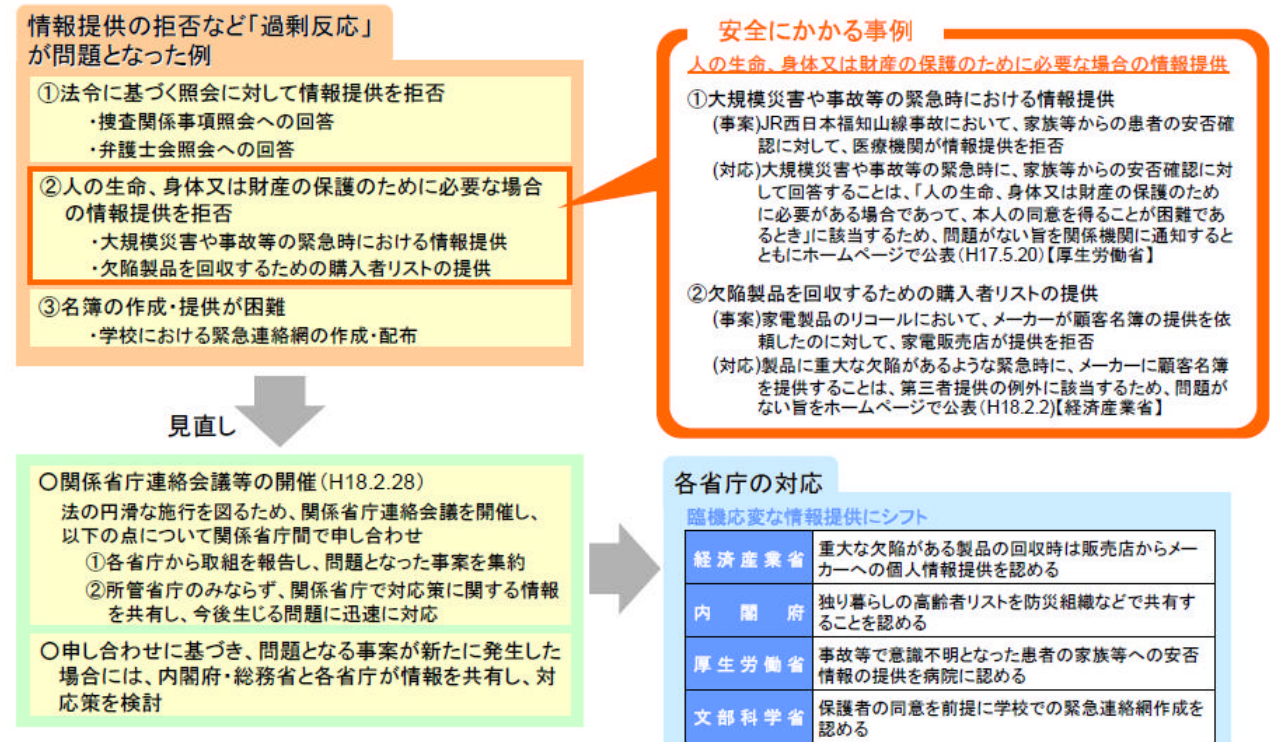 情報提供の拒否など「過剰反応」
が問題となった例
①法令に基づく照会に対して情報提供を拒否
・捜査関係事項照会への回答
・弁護士会照会への回答
②人の生命、身体又は財産の保護のために必要な場合
の情報提供を拒否
・大規模災害や事故等の緊急時における情報提供
・欠陥製品を回収するための購入者リストの提供
③名簿の作成・提供が困難
・学校における緊急連絡網の作成・配布
安全にかかる事例
人の生命、身体又は財産の保護のために必要な場合の情報提供
①大規模災害や事故等の緊急時における情報提供
(事案)JR西日本福知山線事故において、家族等からの患者の安否確
認に対して、医療機関が情報提供を拒否
(対応)大規模災害や事故等の緊急時に、家族等からの安否確認に対
して回答することは、「人の生命、身体又は財産の保護のため
に必要がある場合であって、本人の同意を得ることが困難であ
るとき」に該当するため、問題がない旨を関係機関に通知すると
ともにホームページで公表(H17.5.20)【厚生労働省】
②欠陥製品を回収するための購入者リストの提供
(事案)家電製品のリコールにおいて、メーカーが顧客名簿の提供を依
頼したのに対して、家電販売店が提供を拒否
(対応)製品に重大な欠陥があるような緊急時に、メーカーに顧客名簿
を提供することは、第三者提供の例外に該当するため、問題が
ない旨をホームページで公表(H18.2.2)【経済産業省】
見直し
〇関係省庁連絡会議等の開催(H18.2.28)
法の円滑な施行を図るため、関係省庁連絡会議を開催し、
以下の点について関係省庁間で申し合わせ
①各省庁から取組を報告し、問題となった事案を集約
②所管省庁のみならず、関係省庁で対応策に関する情報
を共有し、今後生じる問題に迅速に対応
〇申し合わせに基づき、問題となる事案が新たに発生した
場合には、内閣府・総務省と各省庁が情報を共有し、対
応策を検討
各省庁の対応
臨機応変な情報提供にシフト
経済産業省
重大な欠陥がある製品の回収時は販売店からメー
カーへの個人情報提供を認める
内閣府
独り暮らしの高齢者リストを防災組織などで共有す
ることを認める
厚生労働省
事故等で意識不明となった患者の家族等への安否
情報の提供を病院に認める
文部科学省
保護者の同意を前提に学校での緊急連絡網作成を
認める